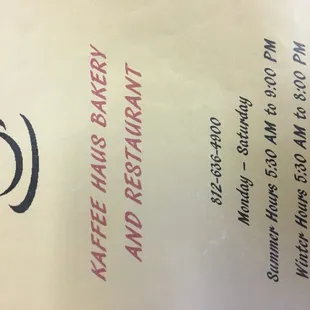 KAFFEE HAUS BAKERY
AND RESTAURANT
812-636-4900
Monday - Saturday
Summer Hours 5:30 AM to 9:00 PM
Winter Hours 5:30 AM to 8:00 PM